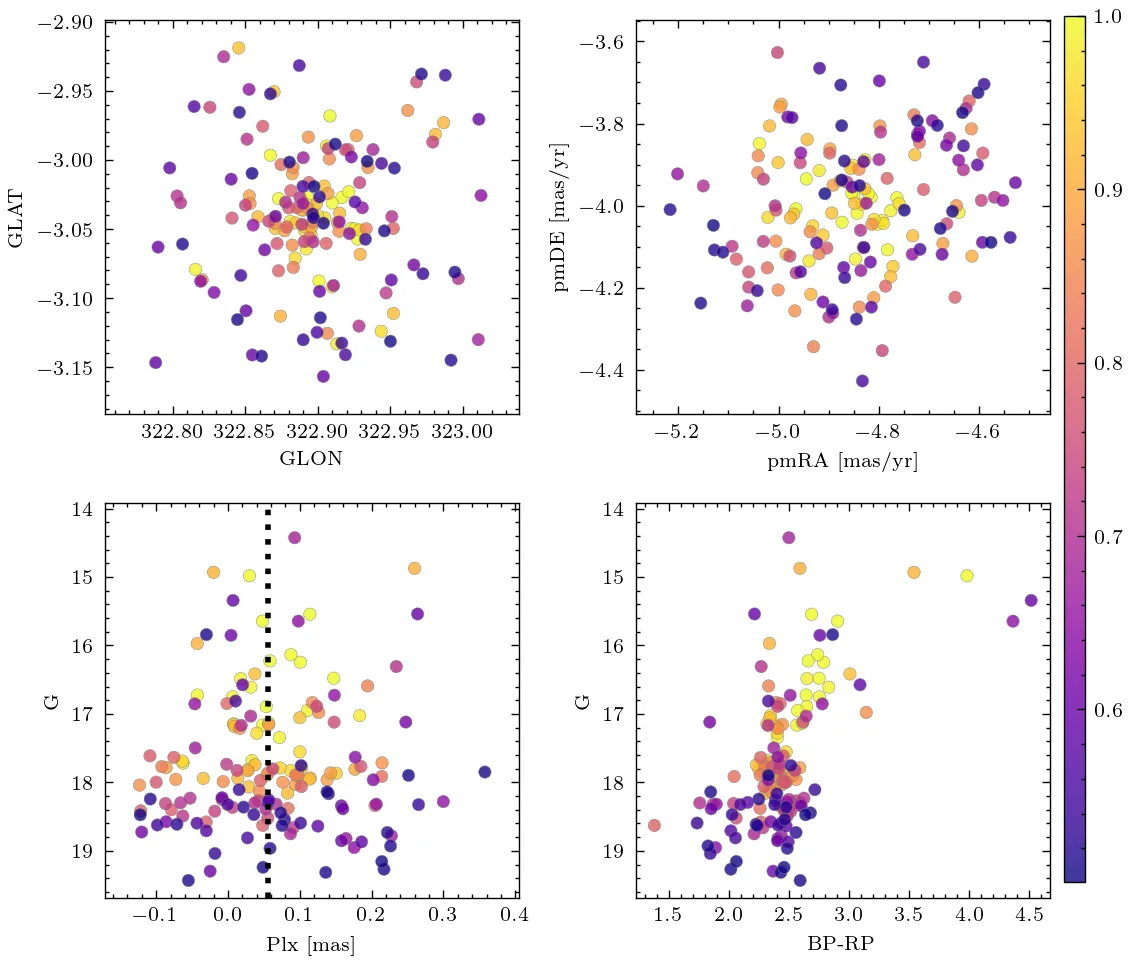 −2.90
−2.95
−3.00
−3.05
−3.10
−3.15
GLAT
322.80 322.85 322.90 322.95 323.00
GLON
−3.6
−3.8
−4.0
−4.2
−4.4
pmDE [mas/yr]
−5.2 −5.0 −4.8 −4.6
pmRA [mas/yr]
14
15
16
17
18
19
G
−0.1 0.0 0.1 0.2 0.3 0.4
Plx [mas]
14
15
16
17
18
19
G
1.5 2.0 2.5 3.0 3.5 4.0 4.5
BP-RP
1.0
0.9
0.8
0.7
0.6